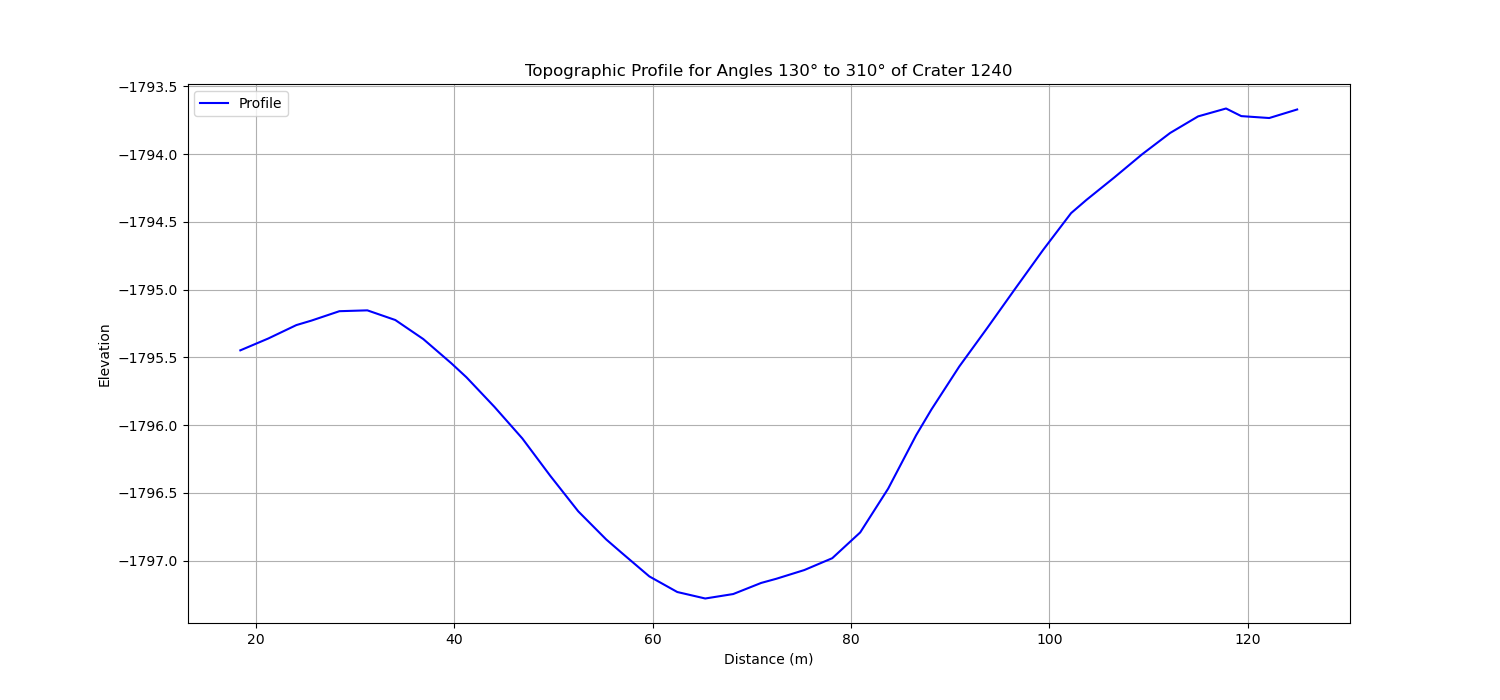 Topographic Profile for Angles 130° to 310° of Crater 1240
Profile
−1793.5
−1794.0
−1794.5
−1795.0
−1795.5
−1796.0
−1796.5
−1797.0
Elevation
20 40 60 80 100 120
Distance (m)